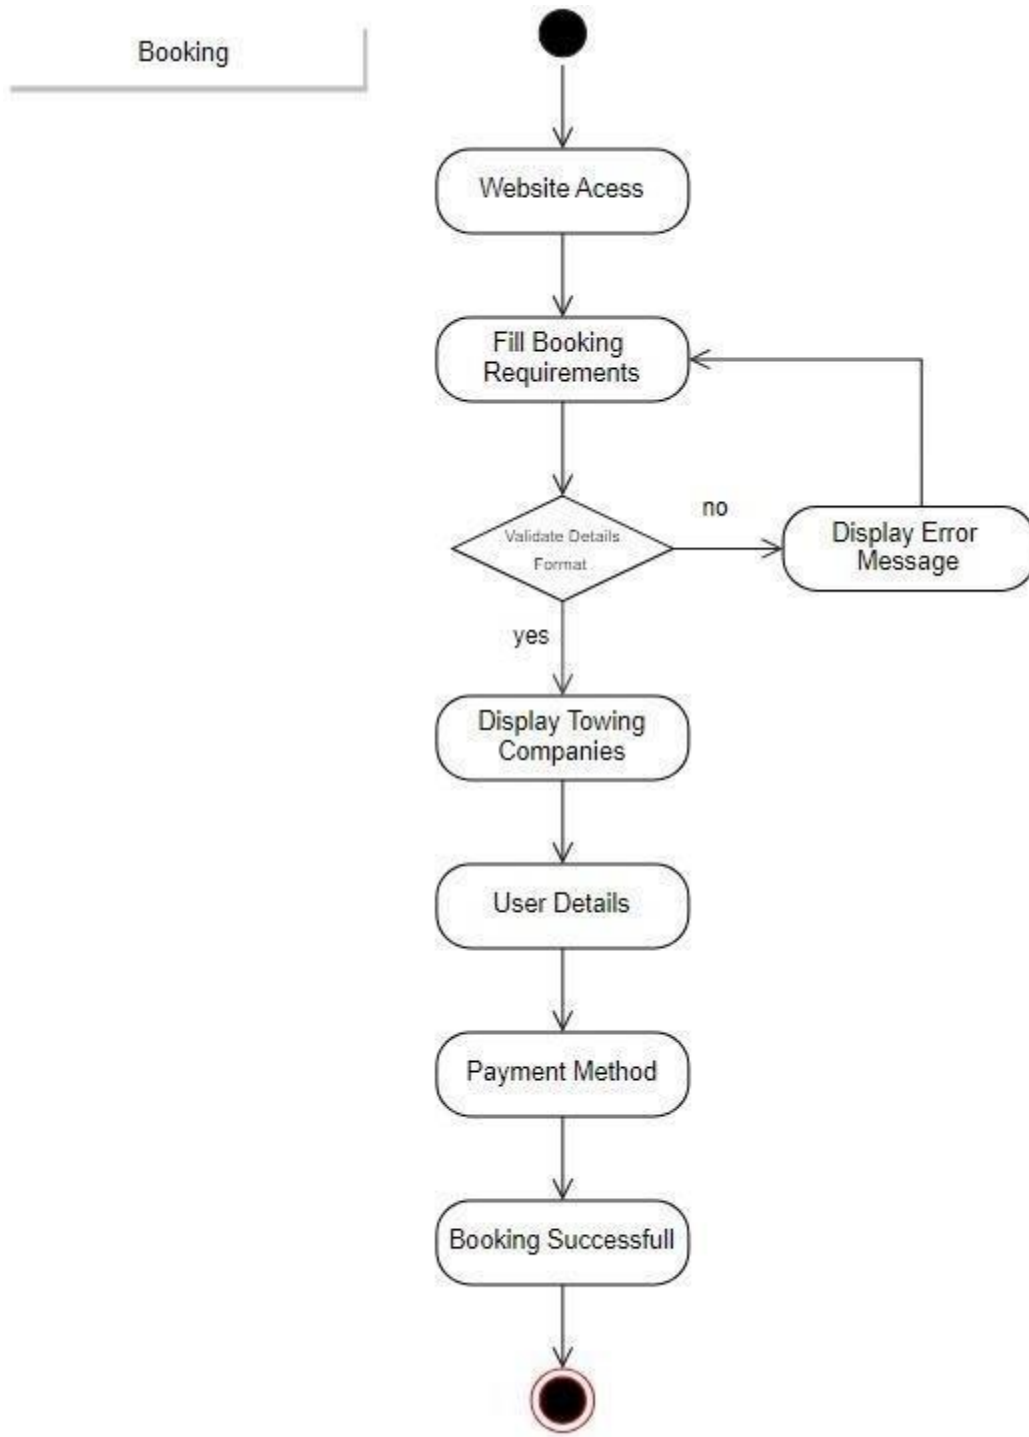 Booking
Website Acess
Fill Booking
Requirements
Validate Details
Format
no
Display Error
Message
yes
Display Towing
Companies
User Details
Payment Method
Booking Successfull